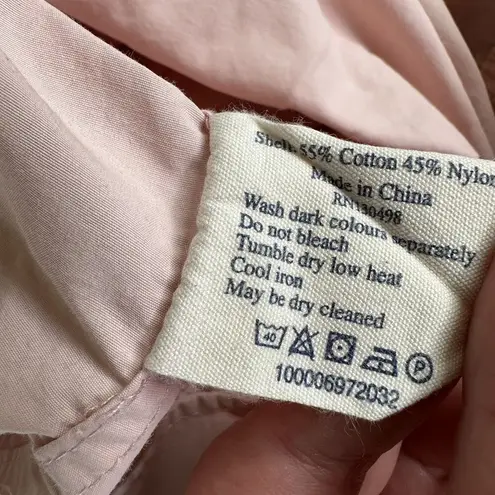 Shell: 55% Cotton 45% Nylon
Made in China
RN130498
Wash dark colours separately
Do not bleach
Tumble dry low heat
Cool iron
May be dry cleaned
40 P
100006972032